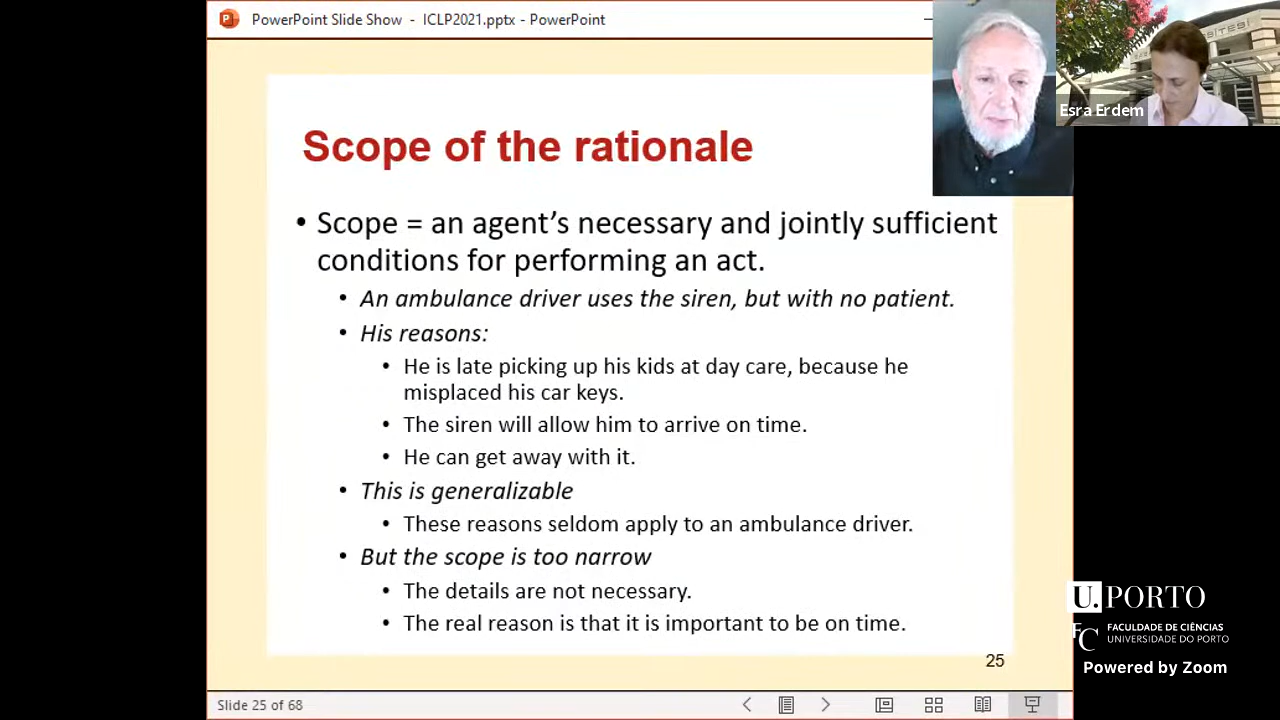 PowerPoint Slide Show - ICLP2021.pptx - PowerPoint
Esra Erdem
Scope of the rationale
• Scope = an agent's necessary and jointly sufficient
conditions for performing an act.
• An ambulance driver uses the siren, but with no patient.
• His reasons:
• He is late picking up his kids at day care, because he
misplaced his car keys.
• The siren will allow him to arrive on time.
• He can get away with it.
• This is generalizable
• These reasons seldom apply to an ambulance driver.
• But the scope is too narrow
• The details are not necessary.
• The real reason is that it is important to be on time.
25
Slide 25 of 68
U.PORTO
FC FACULDADE DE CIÊNCIAS
UNIVERSIDADE DO PORTO
Powered by Zoom